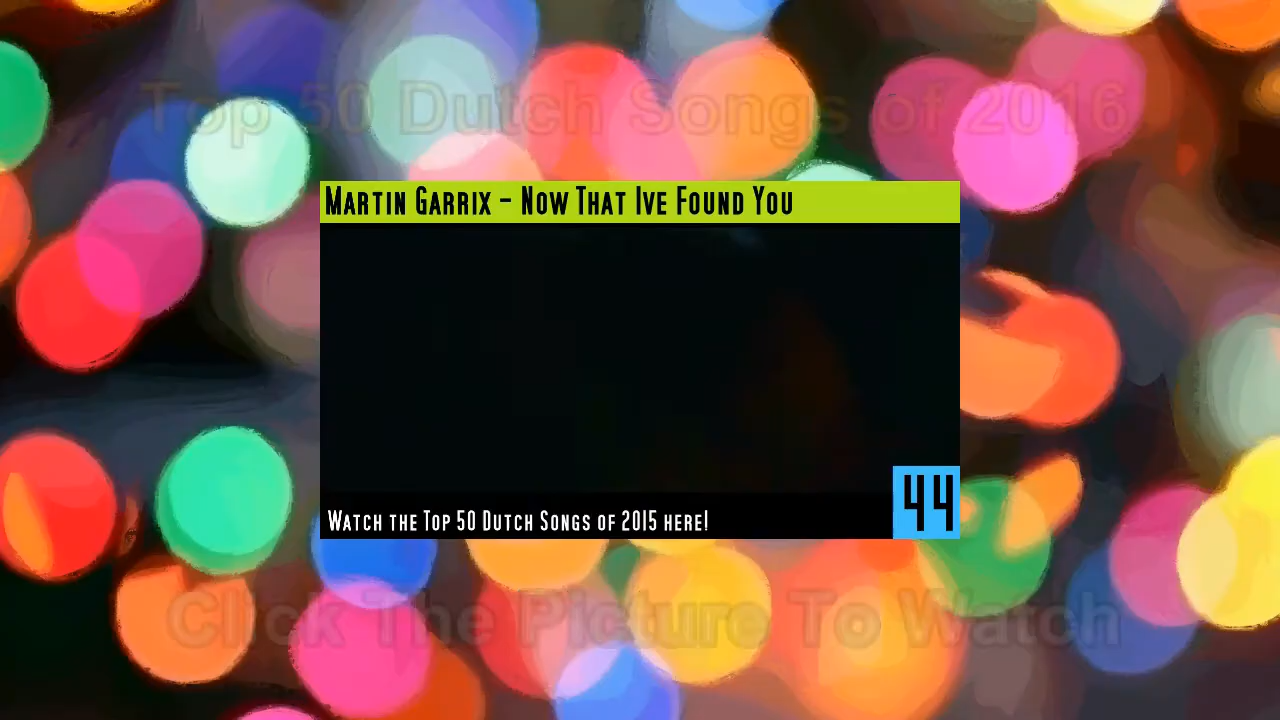 Top 50 Dutch Songs of 2016
Martin Garrix - Now That Ive Found You
Watch the Top 50 Dutch Songs of 2015 here!
44
Click The Picture To Watch